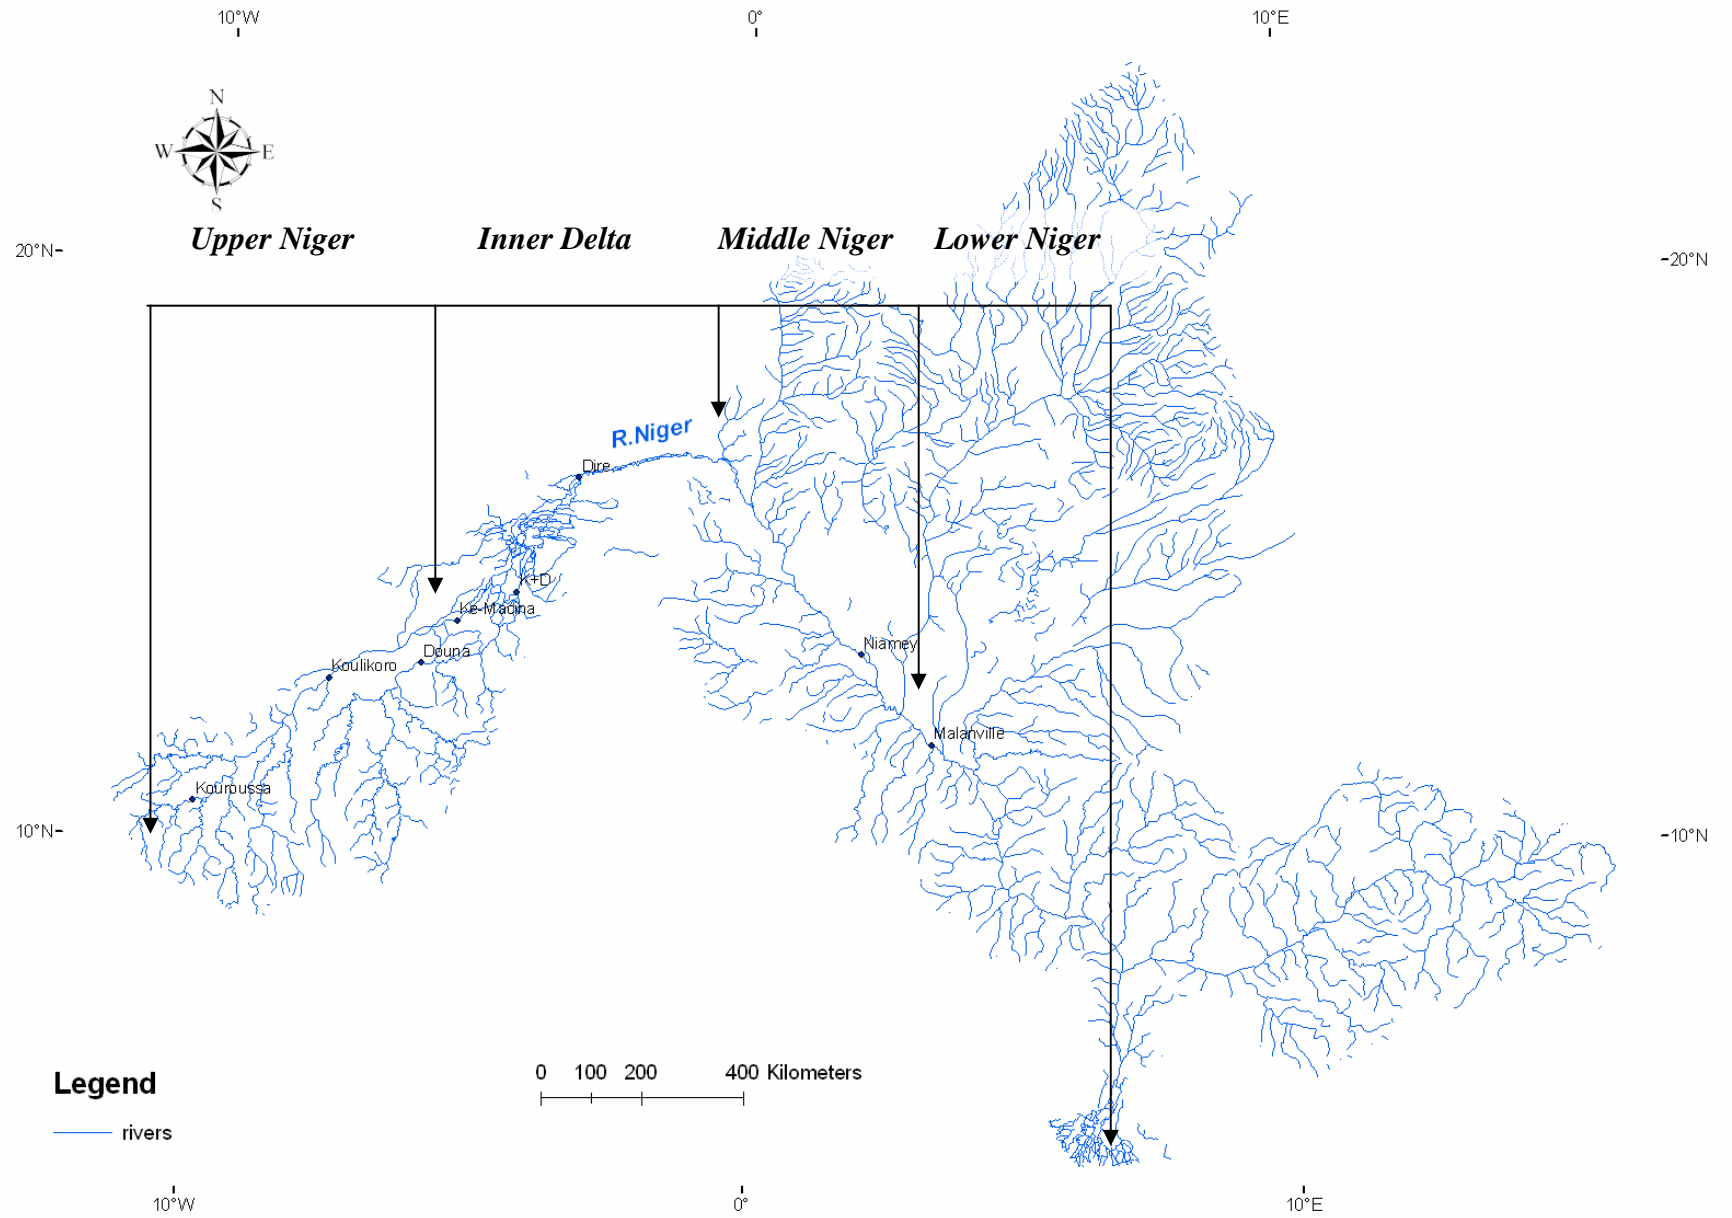 10°W 0° 10°E
N
W E
S
Upper Niger Inner Delta Middle Niger Lower Niger
20°N 20°N
R.Niger
Dire
K+D
Ke-Macina
Niamey
Douna
Koulikoro
Malanville
Kouroussa
10°N 10°N
0 100 200 400 Kilometers
Legend
rivers
10°W 0° 10°E